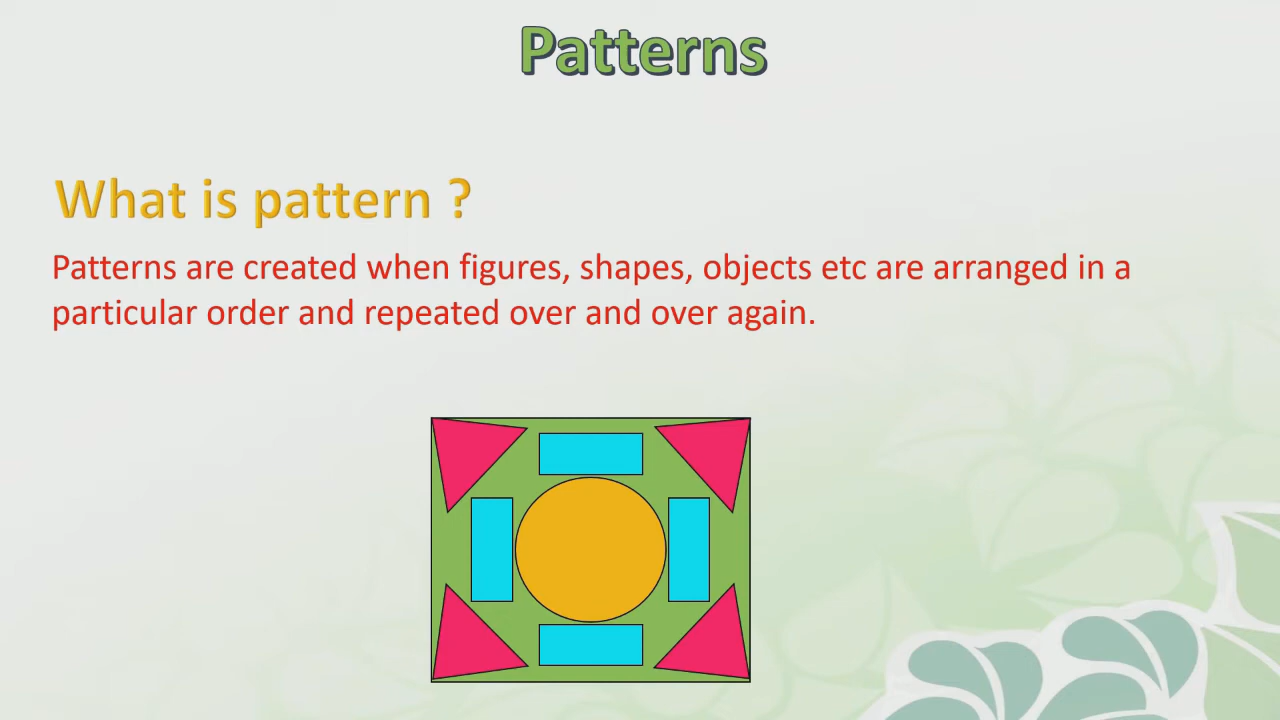 Patterns
What is pattern ?
Patterns are created when figures, shapes, objects etc are arranged in a
particular order and repeated over and over again.